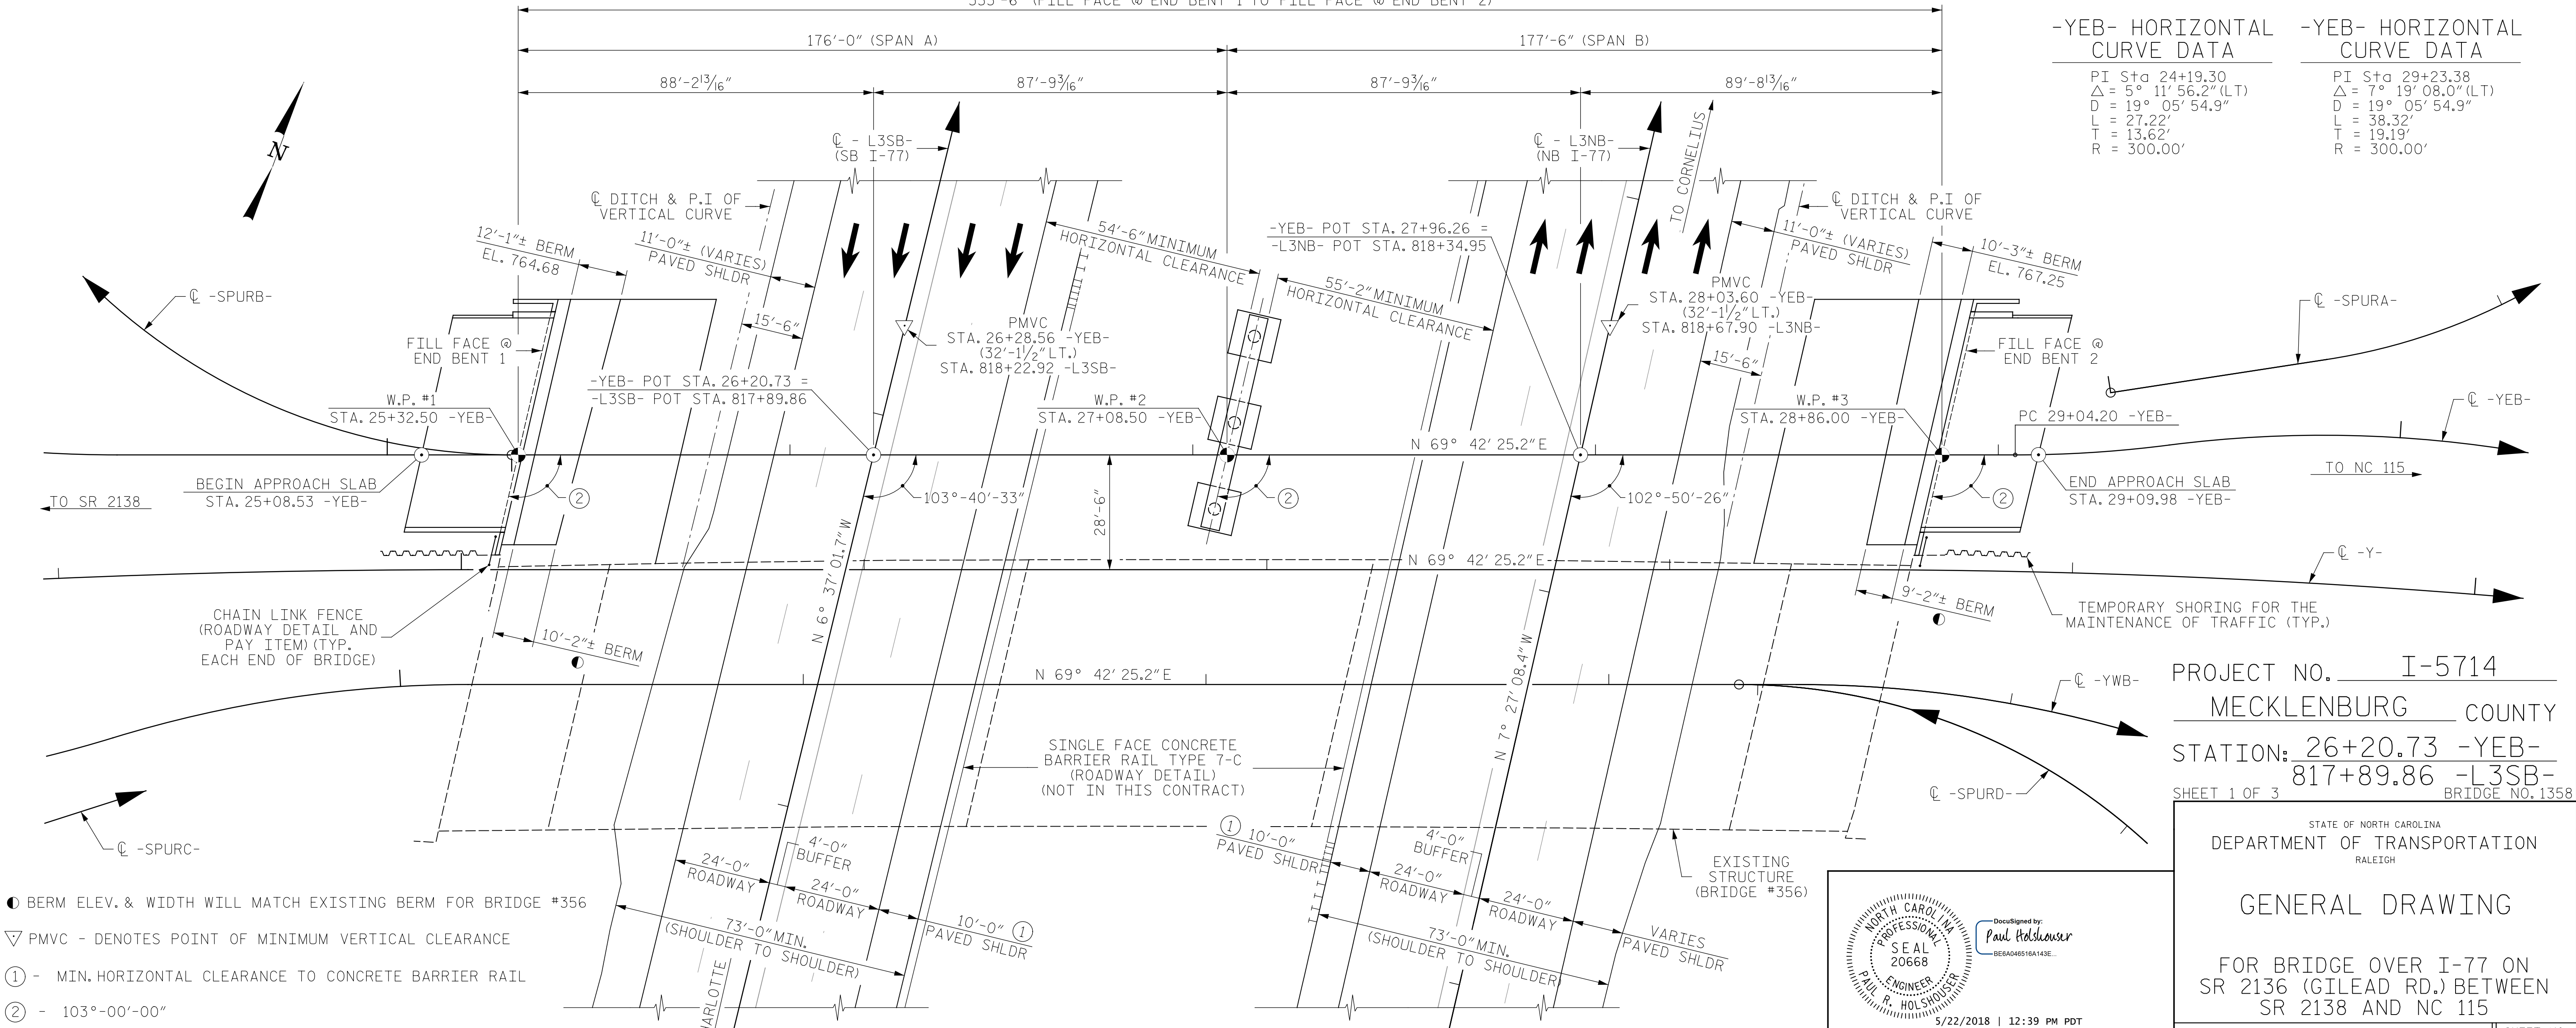 176'-0" (SPAN A)
177'-6" (SPAN B)
88'-2 13/16"
87'-9 3/16"
87'-9 3/16"
89'-8 13/16"
-YEB- HORIZONTAL
CURVE DATA
PI Sta 24+19.30
△ = 5° 11' 56.2" (LT)
D = 19° 05' 54.9"
L = 27.22'
T = 13.62'
R = 300.00'
-YEB- HORIZONTAL
CURVE DATA
PI Sta 29+23.38
△ = 7° 19' 08.0" (LT)
D = 19° 05' 54.9"
L = 38.32'
T = 19.19'
R = 300.00'
N
℄ - L3SB-
(SB I-77)
℄ - L3NB-
(NB I-77)
TO CORNELIUS
℄ DITCH & P.I OF
VERTICAL CURVE
℄ DITCH & P.I OF
VERTICAL CURVE
12'-1"± BERM
EL. 764.68
11'-0"± (VARIES)
PAVED SHLDR
54'-6" MINIMUM
HORIZONTAL CLEARANCE
-YEB- POT STA. 27+96.26 =
-L3NB- POT STA. 818+34.95
11'-0"± (VARIES)
PAVED SHLDR
10'-3"± BERM
EL. 767.25
℄ -SPURB-
55'-2" MINIMUM
HORIZONTAL CLEARANCE
PMVC
STA. 28+03.60 -YEB-
(32'-1½" LT.)
STA. 818+67.90 -L3NB-
℄ -SPURA-
FILL FACE @
END BENT 1
15'-6"
PMVC
STA. 26+28.56 -YEB-
(32'-1½" LT.)
STA. 818+22.92 -L3SB-
15'-6"
FILL FACE @
END BENT 2
-YEB- POT STA. 26+20.73 =
-L3SB- POT STA. 817+89.86
W.P. #1
STA. 25+32.50 -YEB-
W.P. #2
STA. 27+08.50 -YEB-
W.P. #3
STA. 28+86.00 -YEB-
PC 29+04.20 -YEB-
℄ -YEB-
N 69° 42' 25.2" E
TO NC 115
BEGIN APPROACH SLAB
STA. 25+08.53 -YEB-
TO SR 2138
2
103°-40'-33"
28'-6"
2
102°-50'-26"
2
END APPROACH SLAB
STA. 29+09.98 -YEB-
N 6° 37' 01.7" W
N 69° 42' 25.2" E
℄ -Y-
CHAIN LINK FENCE
(ROADWAY DETAIL AND
PAY ITEM) (TYP.
EACH END OF BRIDGE)
10'-2"± BERM
9'-2"± BERM
TEMPORARY SHORING FOR THE
MAINTENANCE OF TRAFFIC (TYP.)
N 69° 42' 25.2" E
N 7° 27' 08.4" W
℄ -YWB-
SINGLE FACE CONCRETE
BARRIER RAIL TYPE 7-C
(ROADWAY DETAIL)
(NOT IN THIS CONTRACT)
℄ -SPURD-
℄ -SPURC-
24'-0"
ROADWAY
4'-0"
BUFFER
24'-0"
ROADWAY
10'-0" 1
PAVED SHLDR
73'-0" MIN.
(SHOULDER TO SHOULDER)
1 10'-0"
PAVED SHLDR
24'-0"
ROADWAY
4'-0"
BUFFER
24'-0"
ROADWAY
VARIES
PAVED SHLDR
73'-0" MIN.
(SHOULDER TO SHOULDER)
EXISTING
STRUCTURE
(BRIDGE #356)
BERM ELEV. & WIDTH WILL MATCH EXISTING BERM FOR BRIDGE #356
PMVC - DENOTES POINT OF MINIMUM VERTICAL CLEARANCE
1 - MIN. HORIZONTAL CLEARANCE TO CONCRETE BARRIER RAIL
2 - 103°-00'-00"
PROJECT NO. I-5714
MECKLENBURG COUNTY
STATION: 26+20.73 -YEB-
817+89.86 -L3SB-
SHEET 1 OF 3 BRIDGE NO. 1358
STATE OF NORTH CAROLINA
DEPARTMENT OF TRANSPORTATION
RALEIGH
GENERAL DRAWING
FOR BRIDGE OVER I-77 ON
SR 2136 (GILEAD RD.) BETWEEN
SR 2138 AND NC 115
NORTH CAROLINA
PROFESSIONAL
SEAL
20668
ENGINEER
PAUL R. HOLSHOUSER
DocuSigned by:
Paul Holshouser
BE6A046516A143E...
5/22/2018 | 12:39 PM PDT